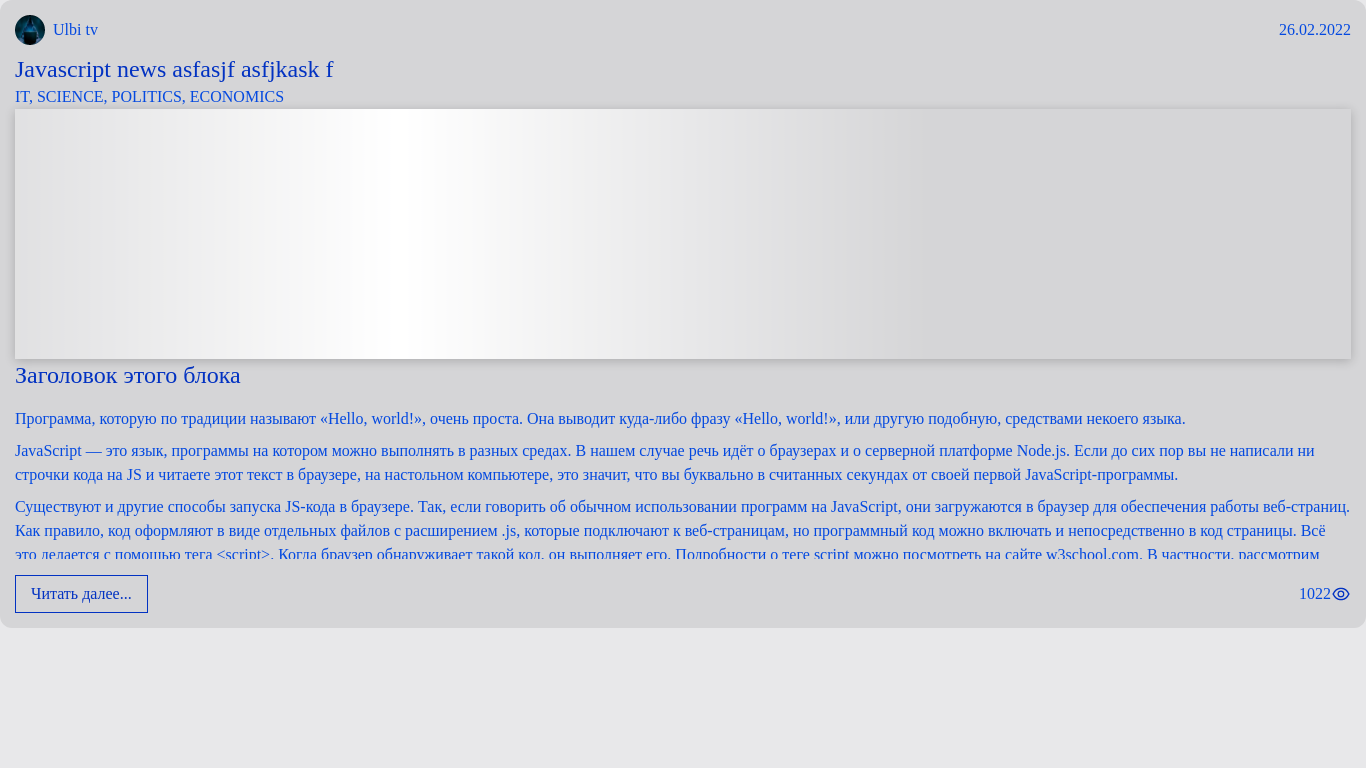 Ulbi tv
26.02.2022
Javascript news asfasjf asfjkask f
IT, SCIENCE, POLITICS, ECONOMICS
Заголовок этого блока
Программа, которую по традиции называют «Hello, world!», очень проста. Она выводит куда-либо фразу «Hello, world!», или другую подобную, средствами некоего языка.
JavaScript — это язык, программы на котором можно выполнять в разных средах. В нашем случае речь идёт о браузерах и о серверной платформе Node.js. Если до сих пор вы не написали ни
строчки кода на JS и читаете этот текст в браузере, на настольном компьютере, это значит, что вы буквально в считанных секундах от своей первой JavaScript-программы.
Существуют и другие способы запуска JS-кода в браузере. Так, если говорить об обычном использовании программ на JavaScript, они загружаются в браузер для обеспечения работы веб-страниц.
Как правило, код оформляют в виде отдельных файлов с расширением .js, которые подключают к веб-страницам, но программный код можно включать и непосредственно в код страницы. Всё
это делается с помощью тега <script>. Когда браузер обнаруживает такой код, он выполняет его. Подробности о теге script можно посмотреть на сайте w3school.com. В частности, рассмотрим
Читать далее...
1022